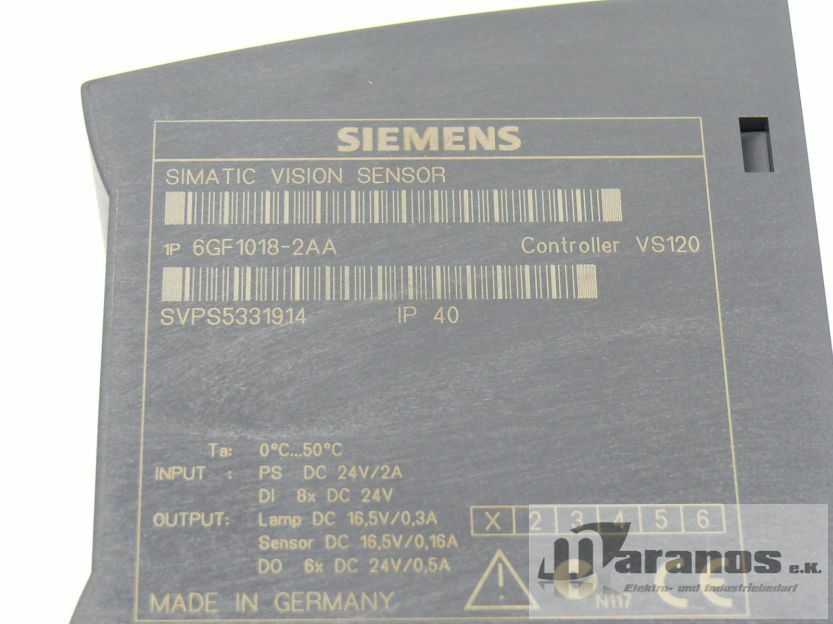 SIEMENS
SIMATIC VISION SENSOR
1P 6GF1018-2AA Controller VS120
SVPS5331914 IP 40
Ta: 0°C...50°C
INPUT : PS DC 24V/2A
DI 8x DC 24V
OUTPUT: Lamp DC 16,5V/0,3A
Sensor DC 16,5V/0,16A
DO 6x DC 24V/0,5A
X 2 3 4 5 6
maranos e.K.
Elektro- und Industriebedarf
N117
CE
MADE IN GERMANY